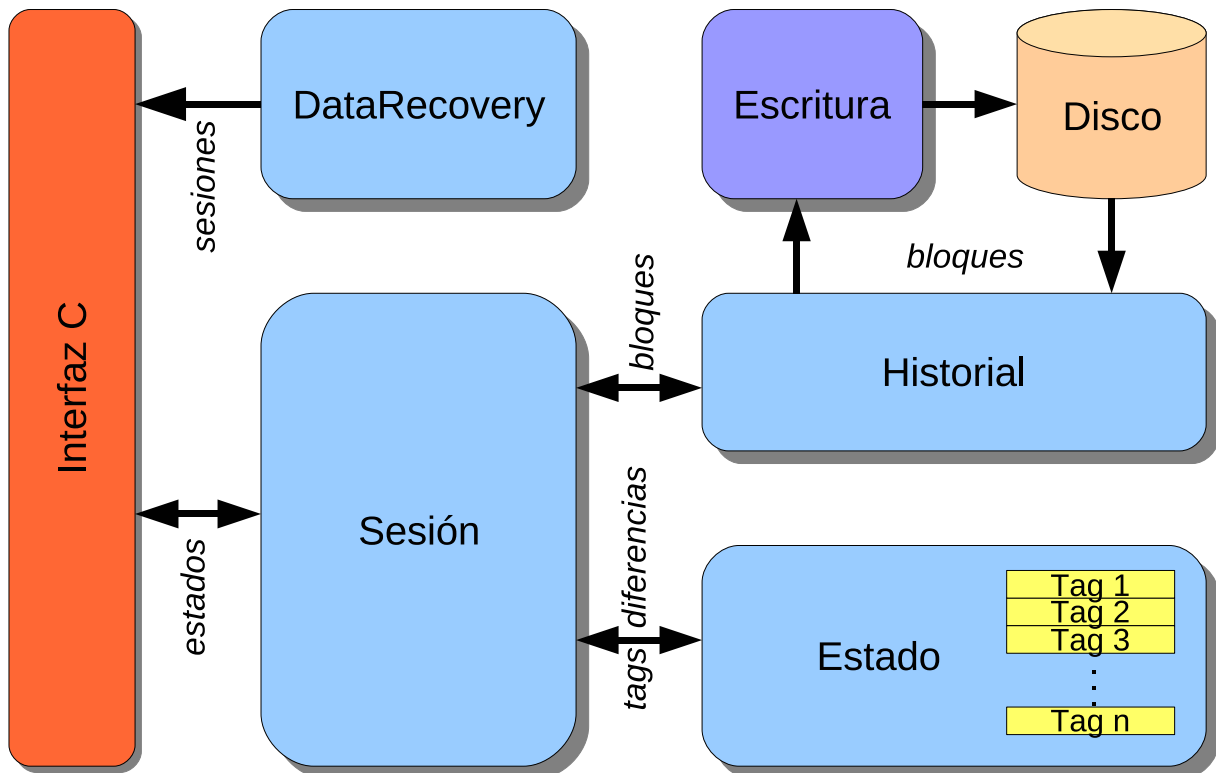 Interfaz C
DataRecovery
sesiones
Escritura
Disco
bloques
bloques
Historial
Sesión
estados
tags diferencias
Estado
Tag 1
Tag 2
Tag 3
Tag n